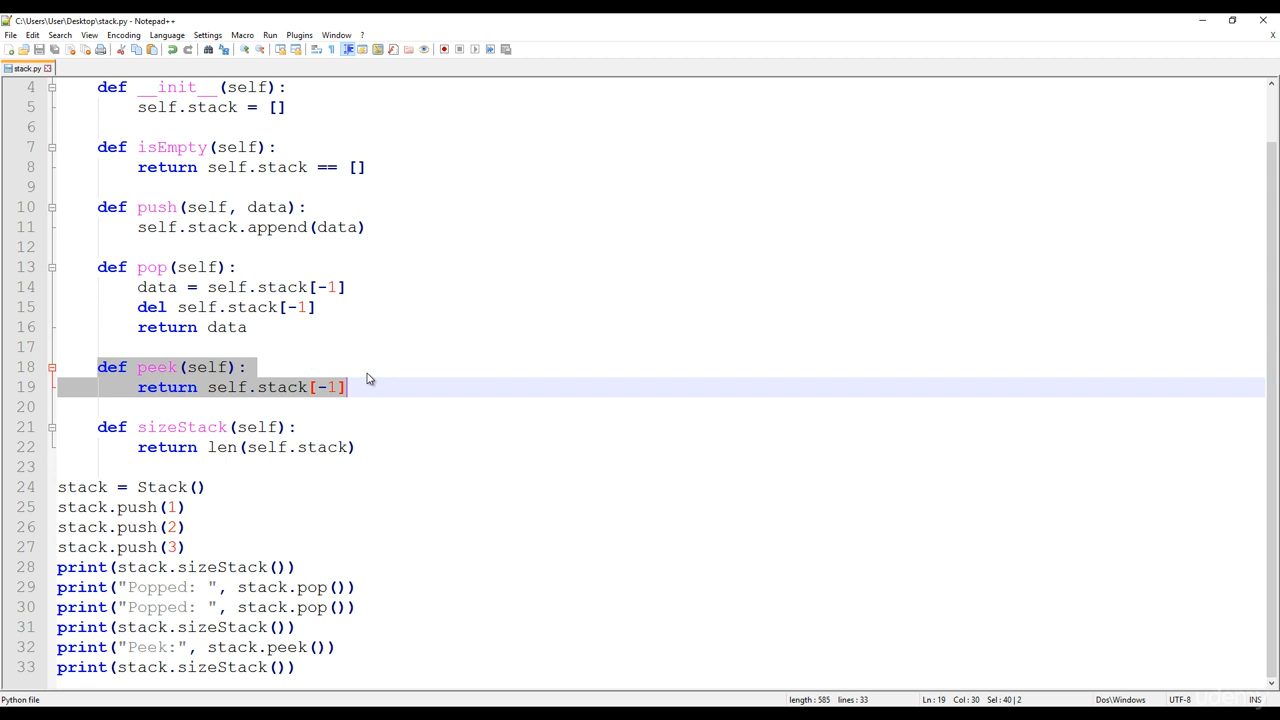 C:\Users\User\Desktop\stack.py - Notepad++
File Edit Search View Encoding Language Settings Macro Run Plugins Window ? X
stack.py
4 def __init__(self):
5 self.stack = []
6
7 def isEmpty(self):
8 return self.stack == []
9
10 def push(self, data):
11 self.stack.append(data)
12
13 def pop(self):
14 data = self.stack[-1]
15 del self.stack[-1]
16 return data
17
18 def peek(self):
19 return self.stack[-1]
20
21 def sizeStack(self):
22 return len(self.stack)
23
24 stack = Stack()
25 stack.push(1)
26 stack.push(2)
27 stack.push(3)
28 print(stack.sizeStack())
29 print("Popped: ", stack.pop())
30 print("Popped: ", stack.pop())
31 print(stack.sizeStack())
32 print("Peek:", stack.peek())
33 print(stack.sizeStack())
Python file length : 585 lines : 33 Ln : 19 Col : 30 Sel : 40 | 2 Dos\Windows UTF-8 INS
udemy